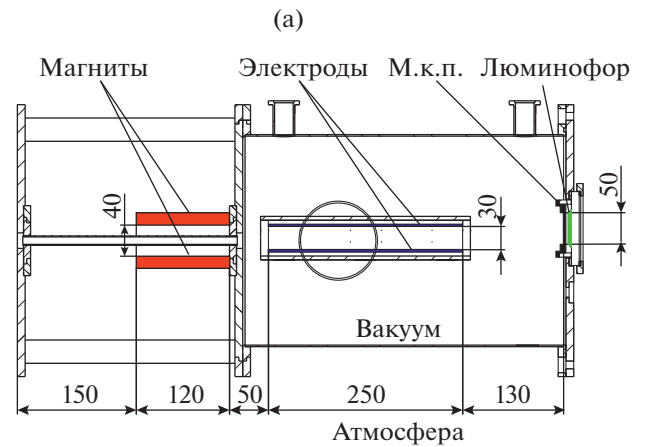 (а)
Магниты Электроды М.к.п. Люминофор
40
30
50
Вакуум
150 120 50 250 130
Атмосфера